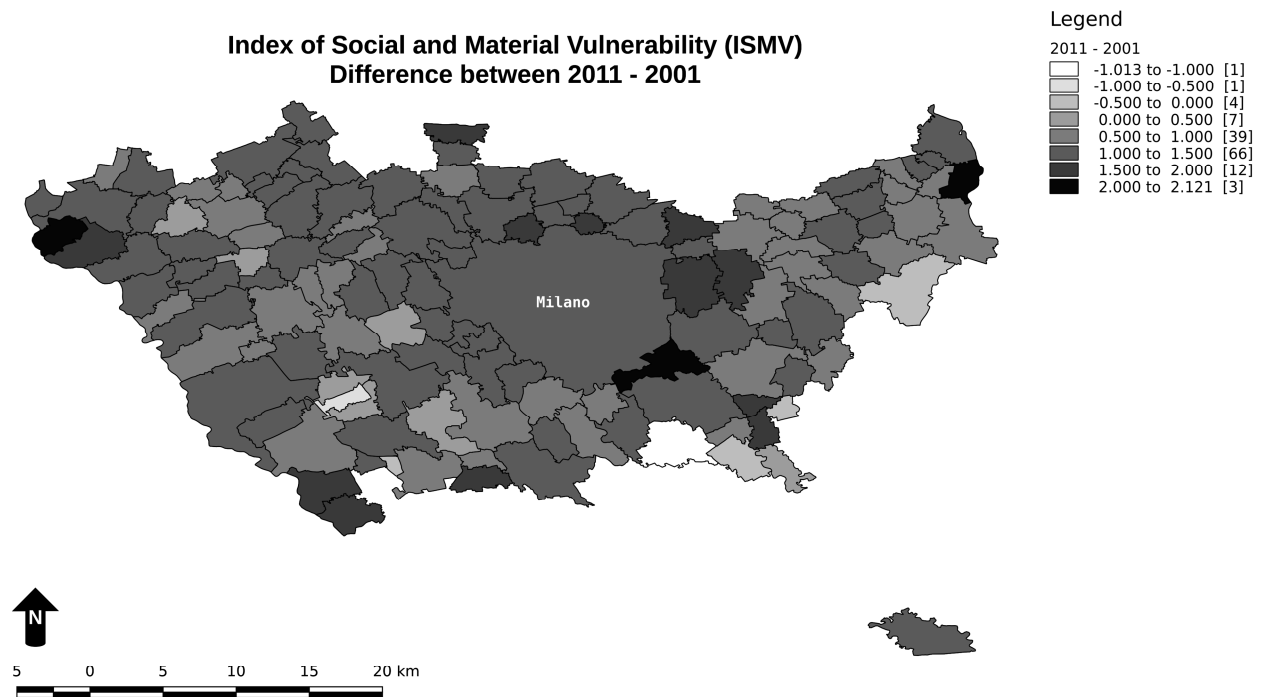 Legend
Index of Social and Material Vulnerability (ISMV)
Difference between 2011 - 2001
2011 - 2001
-1.013 to -1.000 [1]
-1.000 to -0.500 [1]
-0.500 to 0.000 [4]
0.000 to 0.500 [7]
0.500 to 1.000 [39]
1.000 to 1.500 [66]
1.500 to 2.000 [12]
2.000 to 2.121 [3]
Milano
N
5 0 5 10 15 20 km